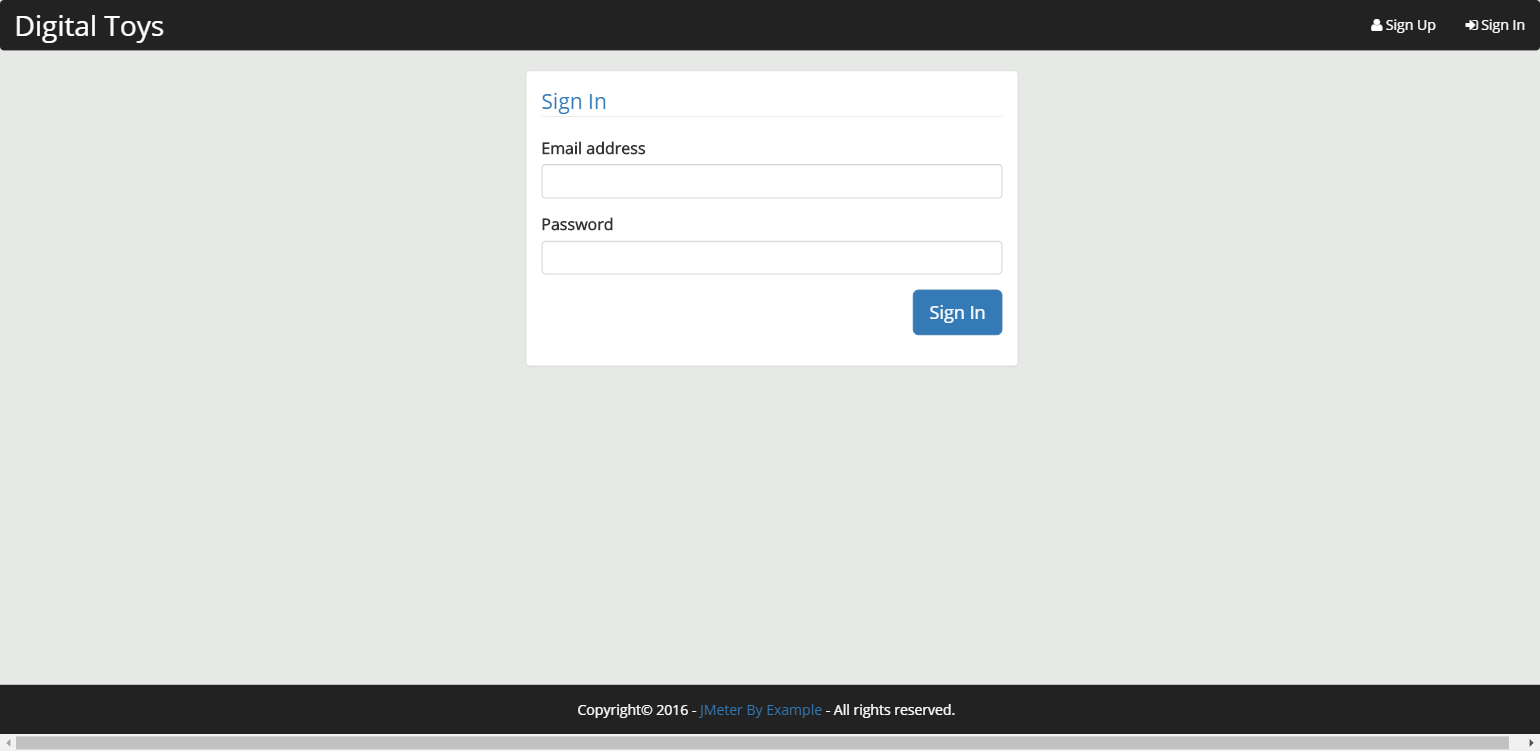 Digital Toys
Sign Up
Sign In
Sign In
Email address
Password
Sign In
Copyright© 2016 - JMeter By Example - All rights reserved.